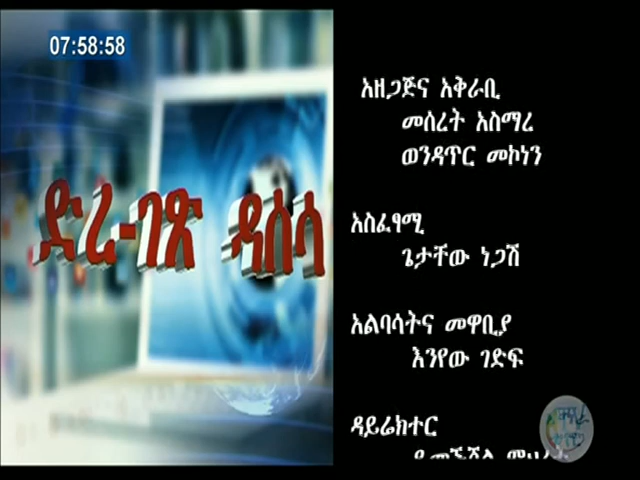 07:58:58
ድረ-ገጽ ዳሰሳ
አዘጋጅና አቅራቢ
መሰረት አስማረ
ወንዳጥር መኮነን
አስፈፃሚ
ጌታቸው ነጋሽ
አልባሳትና መዋቢያ
እንየው ገድፍ
ዳይሬክተር